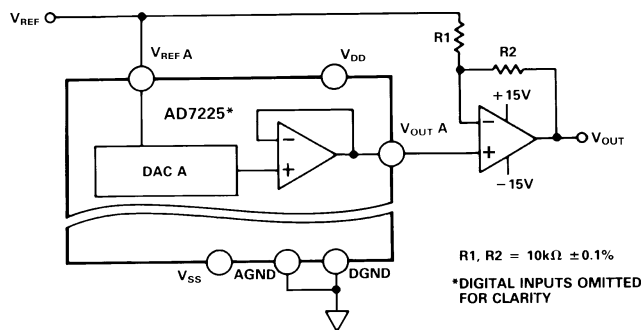 VREF
R1
R2
VREF A
VDD
AD7225*
+15V
VOUT A
−
+
−
+
VOUT
DAC A
−15V
R1, R2 = 10kΩ ±0.1%
VSS
AGND
DGND
*DIGITAL INPUTS OMITTED
FOR CLARITY